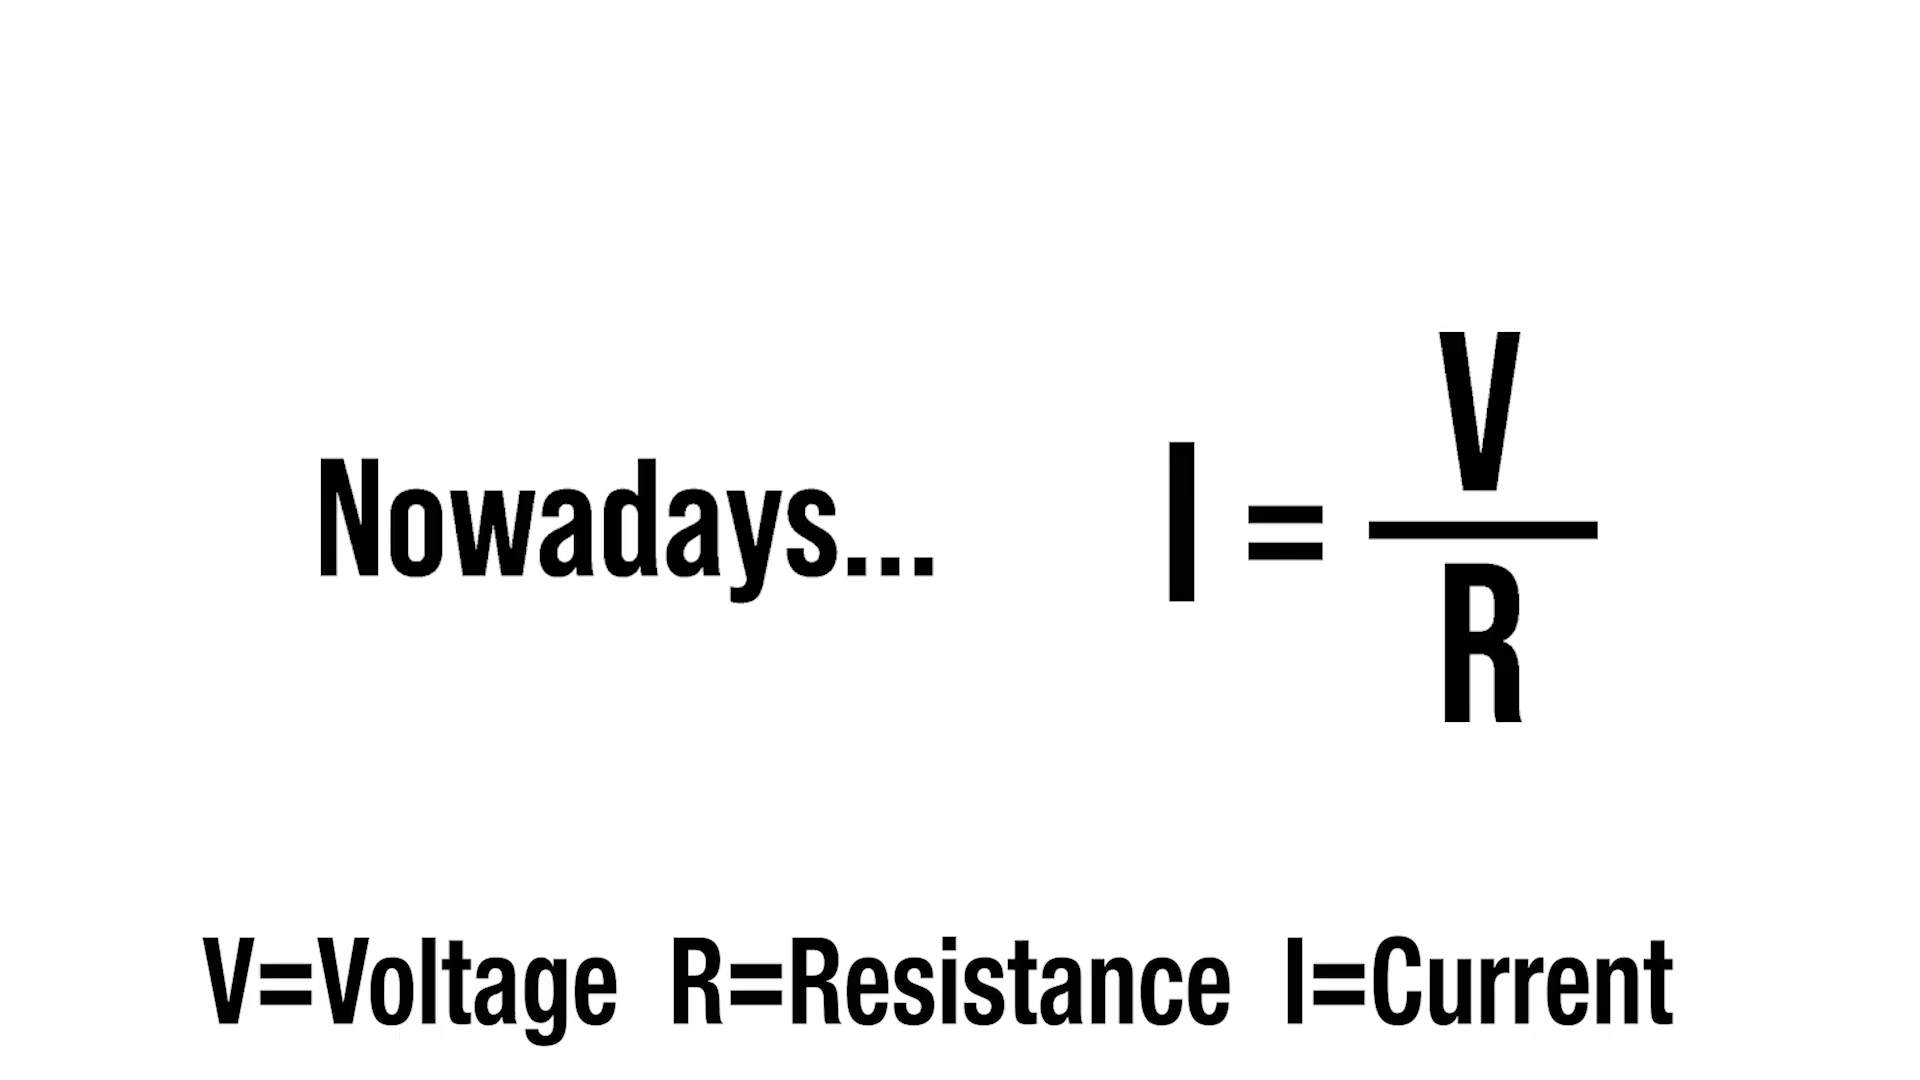 Nowadays...
I = V
R
V=Voltage R=Resistance I=Current